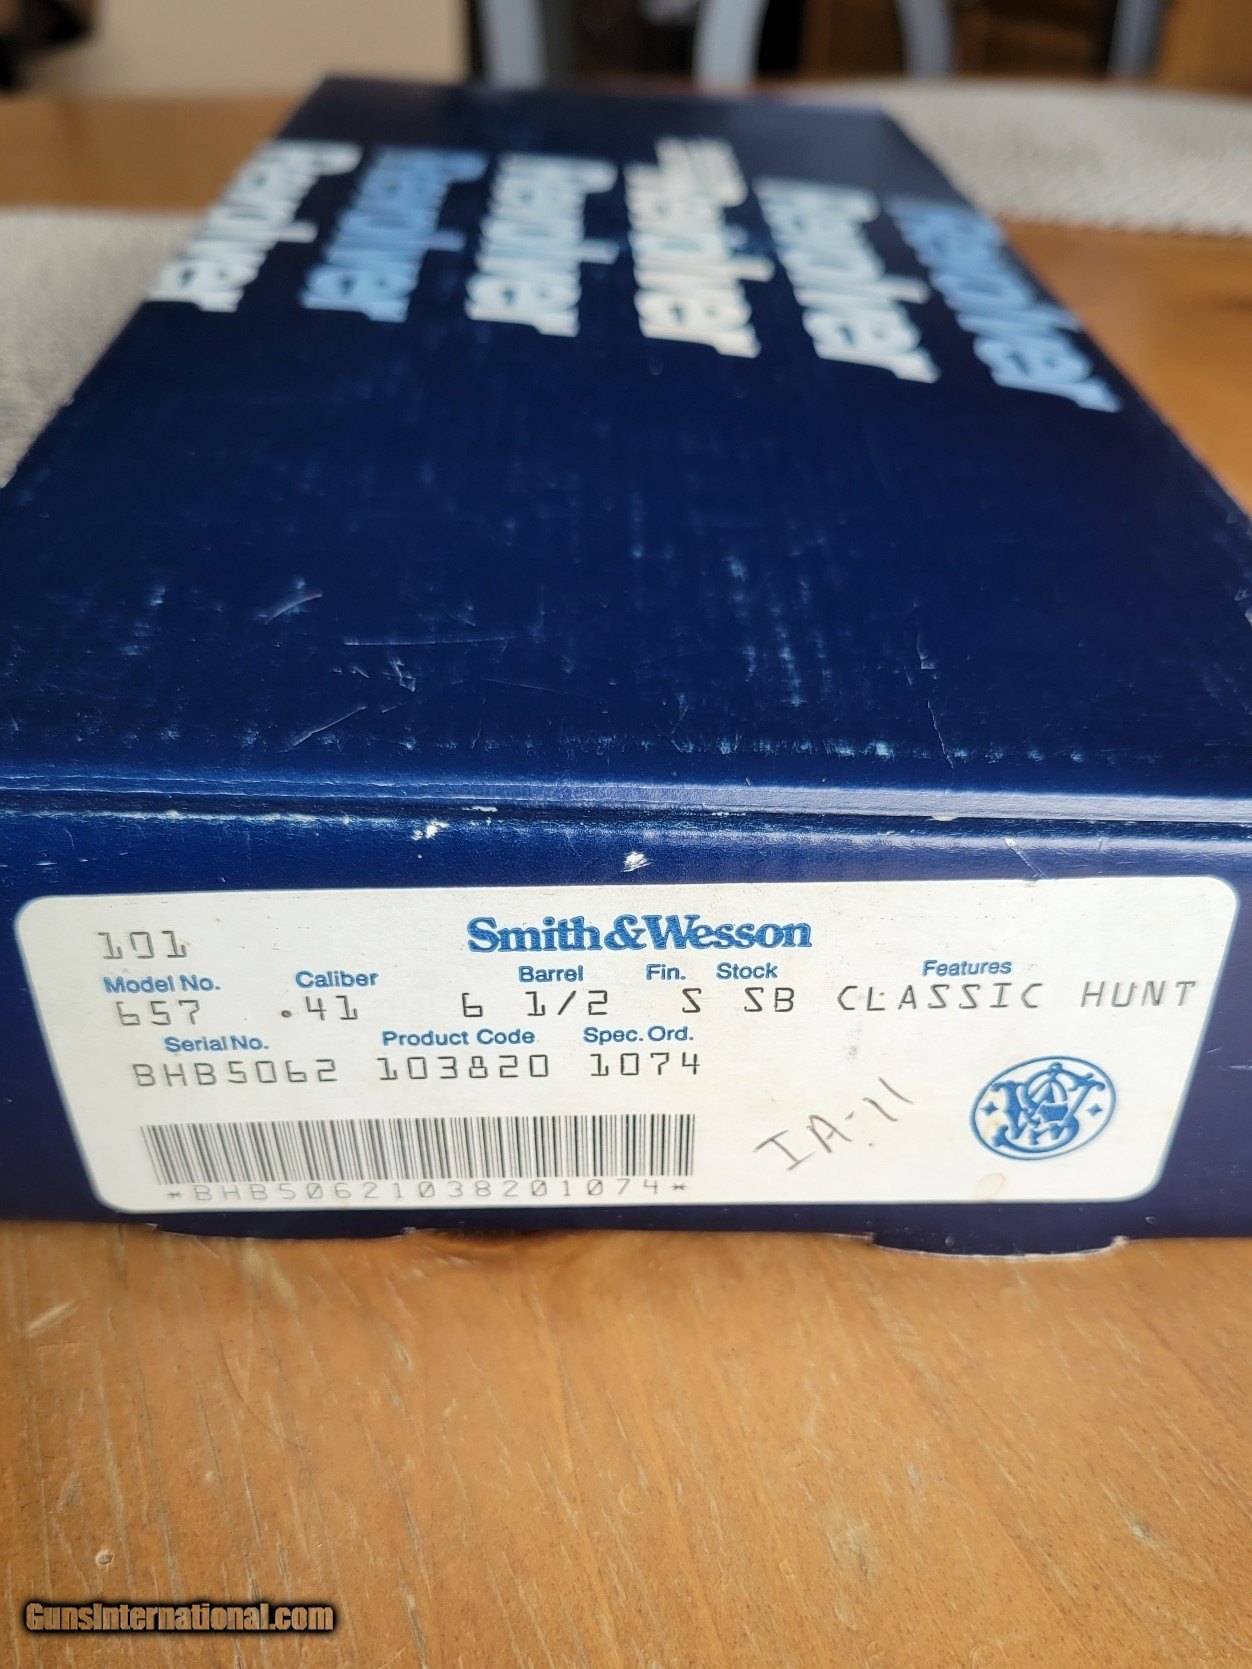 Revolver
Revolver
Revolver
Revolver
Revolver
Revolver
101
Smith & Wesson
Model No. Caliber Barrel Fin. Stock Features
657 .41 6 1/2 S SB CLASSIC HUNT
Serial No. Product Code Spec. Ord.
BHB5062 103820 1074
IA-11
*BHB50621038201074*
GunsInternational.com